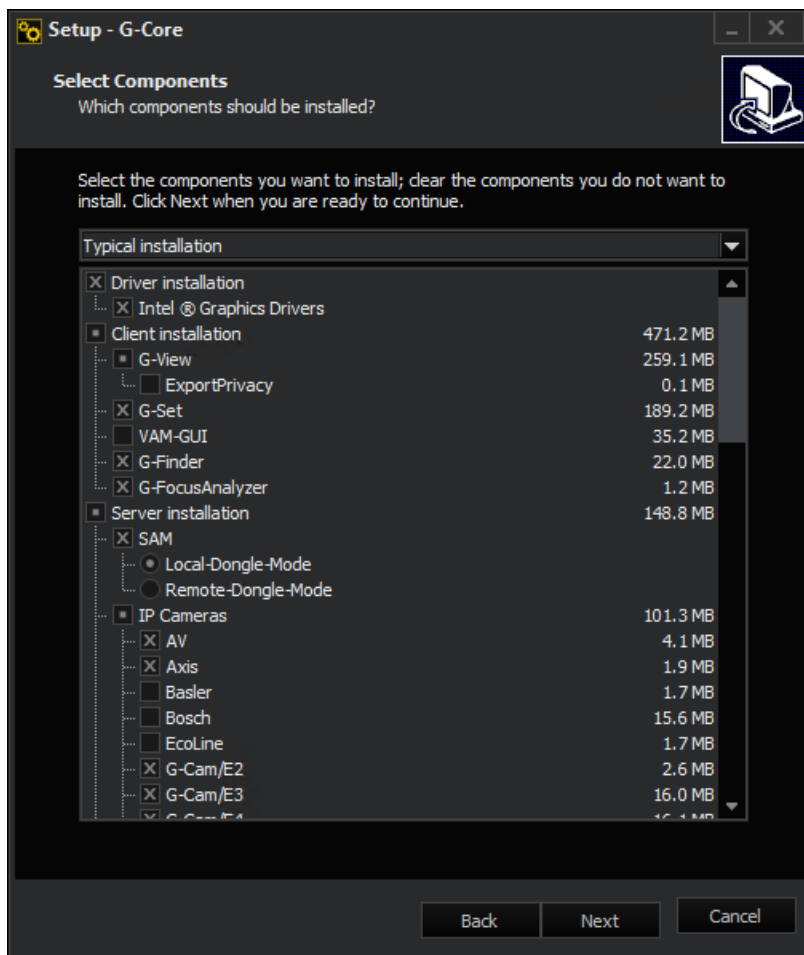 Setup - G-Core
Select Components
Which components should be installed?
Select the components you want to install; clear the components you do not want to
install. Click Next when you are ready to continue.
Typical installation
Driver installation
Intel ® Graphics Drivers
Client installation 471.2 MB
G-View 259.1 MB
ExportPrivacy 0.1 MB
G-Set 189.2 MB
VAM-GUI 35.2 MB
G-Finder 22.0 MB
G-FocusAnalyzer 1.2 MB
Server installation 148.8 MB
SAM
Local-Dongle-Mode
Remote-Dongle-Mode
IP Cameras 101.3 MB
AV 4.1 MB
Axis 1.9 MB
Basler 1.7 MB
Bosch 15.6 MB
EcoLine 1.7 MB
G-Cam/E2 2.6 MB
G-Cam/E3 16.0 MB
G-Cam/E4 16.1 MB
Back Next Cancel